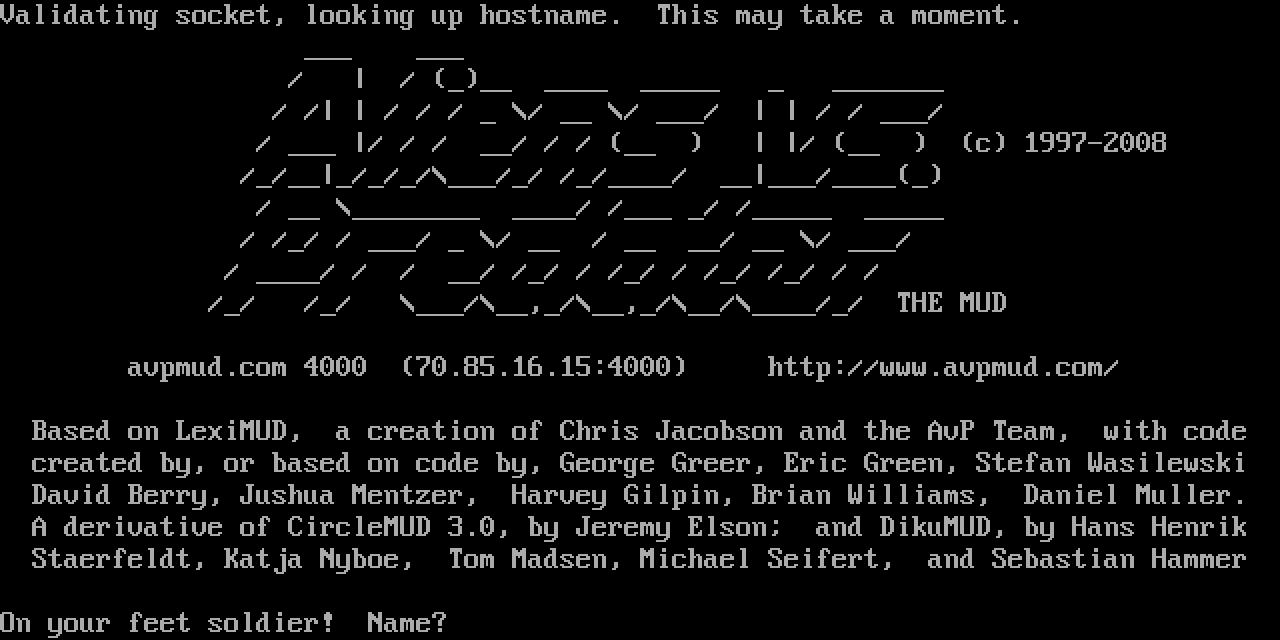 Validating socket, looking up hostname.  This may take a moment.
Aliens vs
(c) 1997-2008
Predator
THE MUD
avpmud.com 4000  (70.85.16.15:4000)     http://www.avpmud.com/
Based on LexiMUD,  a creation of Chris Jacobson and the AvP Team,  with code
created by, or based on code by, George Greer, Eric Green, Stefan Wasilewski
David Berry, Jushua Mentzer,  Harvey Gilpin, Brian Williams,  Daniel Muller.
A derivative of CircleMUD 3.0, by Jeremy Elson;  and DikuMUD, by Hans Henrik
Staerfeldt, Katja Nyboe,  Tom Madsen, Michael Seifert,  and Sebastian Hammer
On your feet soldier!  Name?